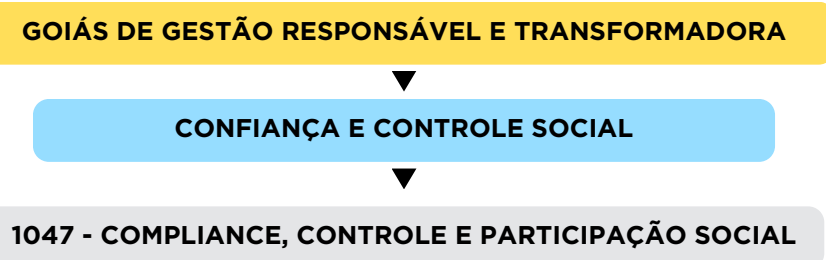 GOIÁS DE GESTÃO RESPONSÁVEL E TRANSFORMADORA
CONFIANÇA E CONTROLE SOCIAL
1047 - COMPLIANCE, CONTROLE E PARTICIPAÇÃO SOCIAL